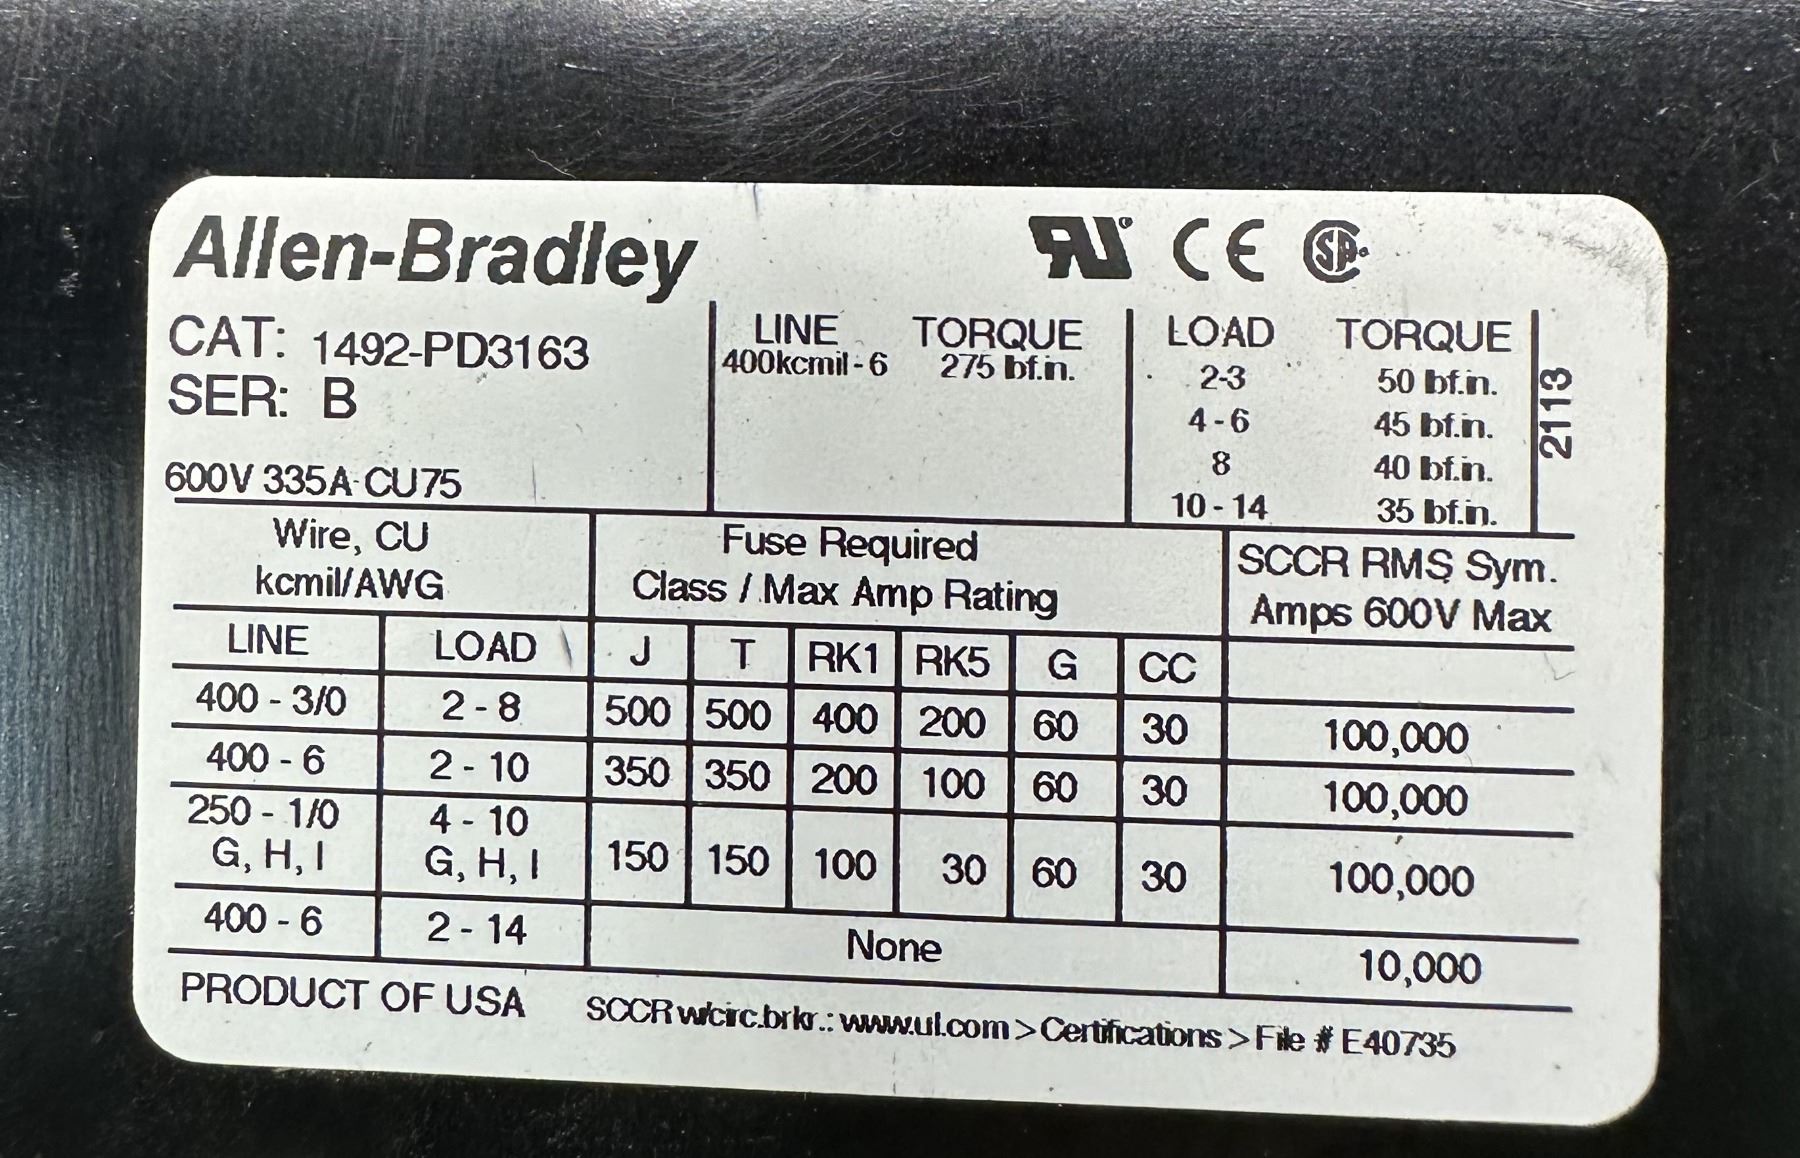 Allen-Bradley
CAT: 1492-PD3163
SER: B
600V 335A CU75
LINE TORQUE
400kcmil - 6 275 lbf.in.
LOAD TORQUE
2-3 50 lbf.in.
4 - 6 45 lbf.in.
8 40 lbf.in.
10 - 14 35 lbf.in.
2113
Wire, CU
kcmil/AWG
Fuse Required
Class / Max Amp Rating
SCCR RMS Sym.
Amps 600V Max
LINE LOAD J T RK1 RK5 G CC
400 - 3/0 2 - 8 500 500 400 200 60 30 100,000
400 - 6 2 - 10 350 350 200 100 60 30 100,000
250 - 1/0 4 - 10
G, H, I G, H, I 150 150 100 30 60 30 100,000
400 - 6 2 - 14 None 10,000
PRODUCT OF USA SCCR w/circ.brkr.: www.ul.com > Certifications > File # E40735